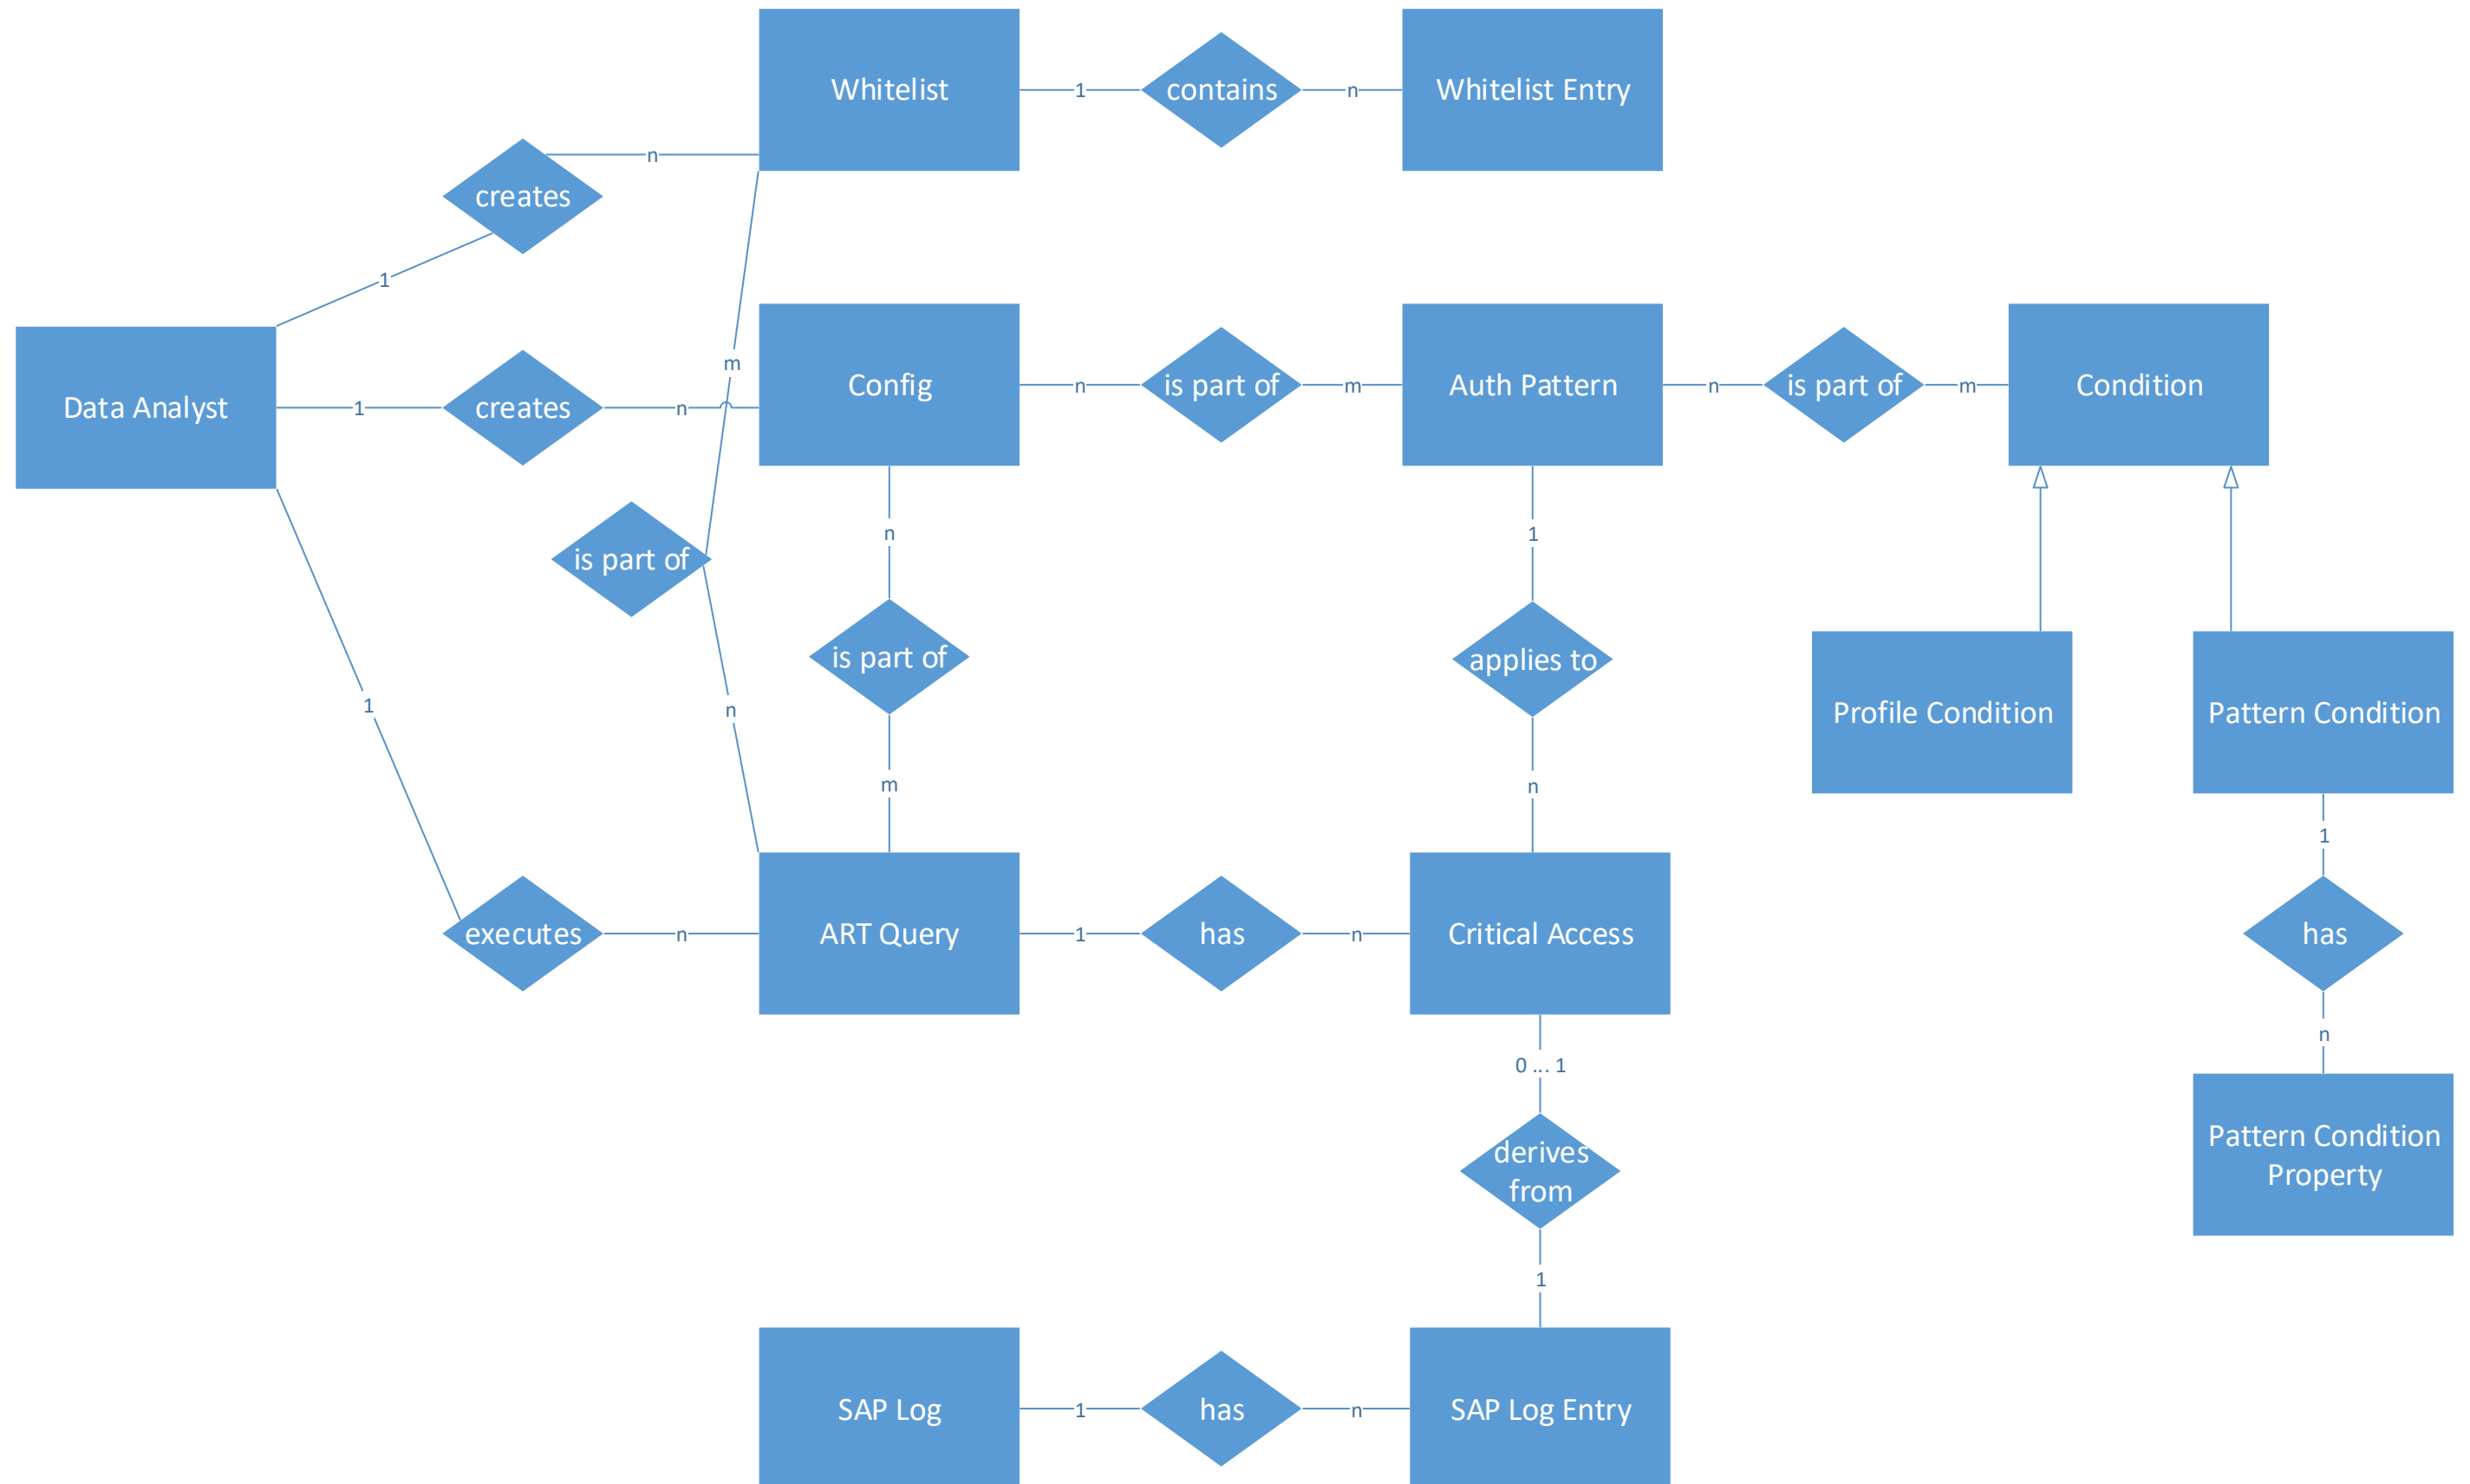 Whitelist
1
contains
n
Whitelist Entry
creates
n
1
Data Analyst
1
creates
n
m
Config
n
is part of
m
Auth Pattern
n
is part of
m
Condition
is part of
n
n
is part of
m
1
applies to
n
Profile Condition
Pattern Condition
1
1
executes
n
ART Query
1
has
n
Critical Access
has
n
0 ... 1
derives
from
1
Pattern Condition
Property
SAP Log
1
has
n
SAP Log Entry